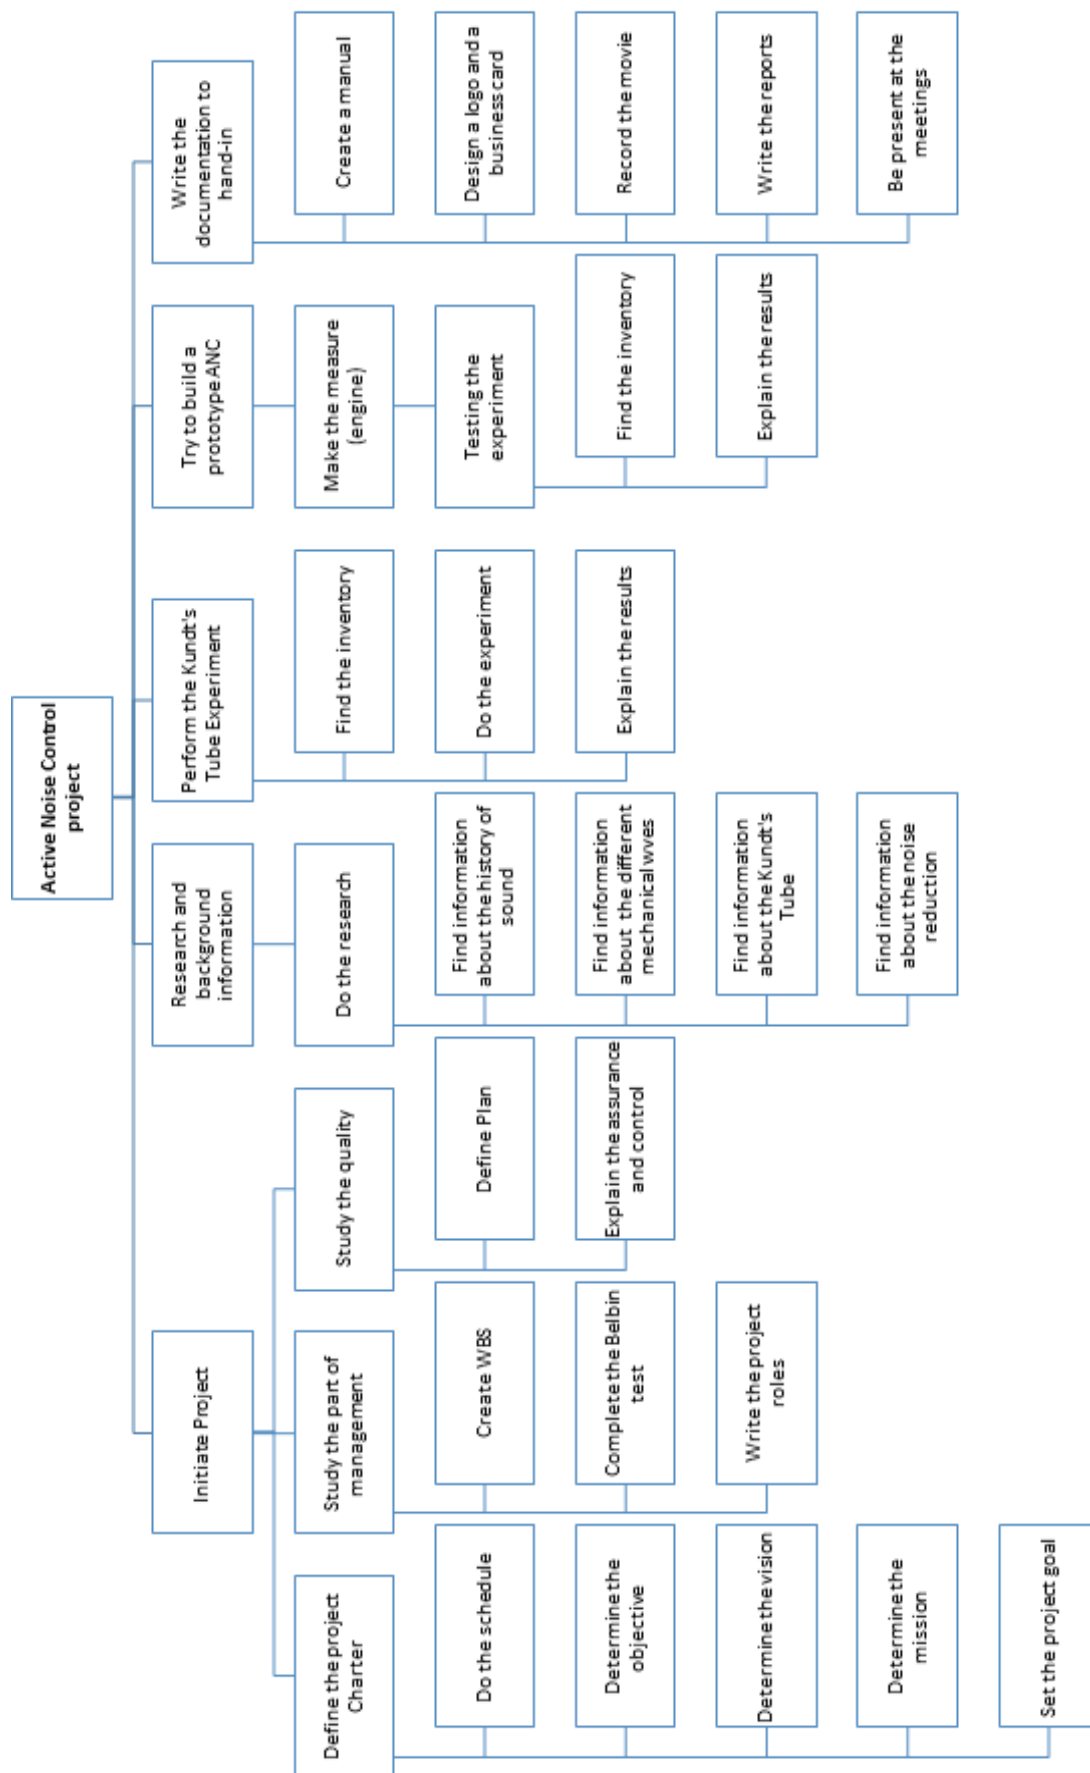 Active Noise Control
project
Initiate Project
Define the project
Charter
Do the schedule
Determine the
objective
Determine the vision
Determine the
mission
Set the project goal
Study the part of
management
Create WBS
Complete the Belbin
test
Write the project
roles
Study the quality
Define Plan
Explain the assurance
and control
Research and
background
information
Do the research
Find information
about the history of
sound
Find information
about the different
mechanical wves
Find information
about the Kundt's
Tube
Find information
about the noise
reduction
Perform the Kundt's
Tube Experiment
Find the inventory
Do the experiment
Explain the results
Try to build a
prototype ANC
Make the measure
(engine)
Testing the
experiment
Find the inventory
Explain the results
Write the
documentation to
hand-in
Create a manual
Design a logo and a
business card
Record the movie
Write the reports
Be present at the
meetings